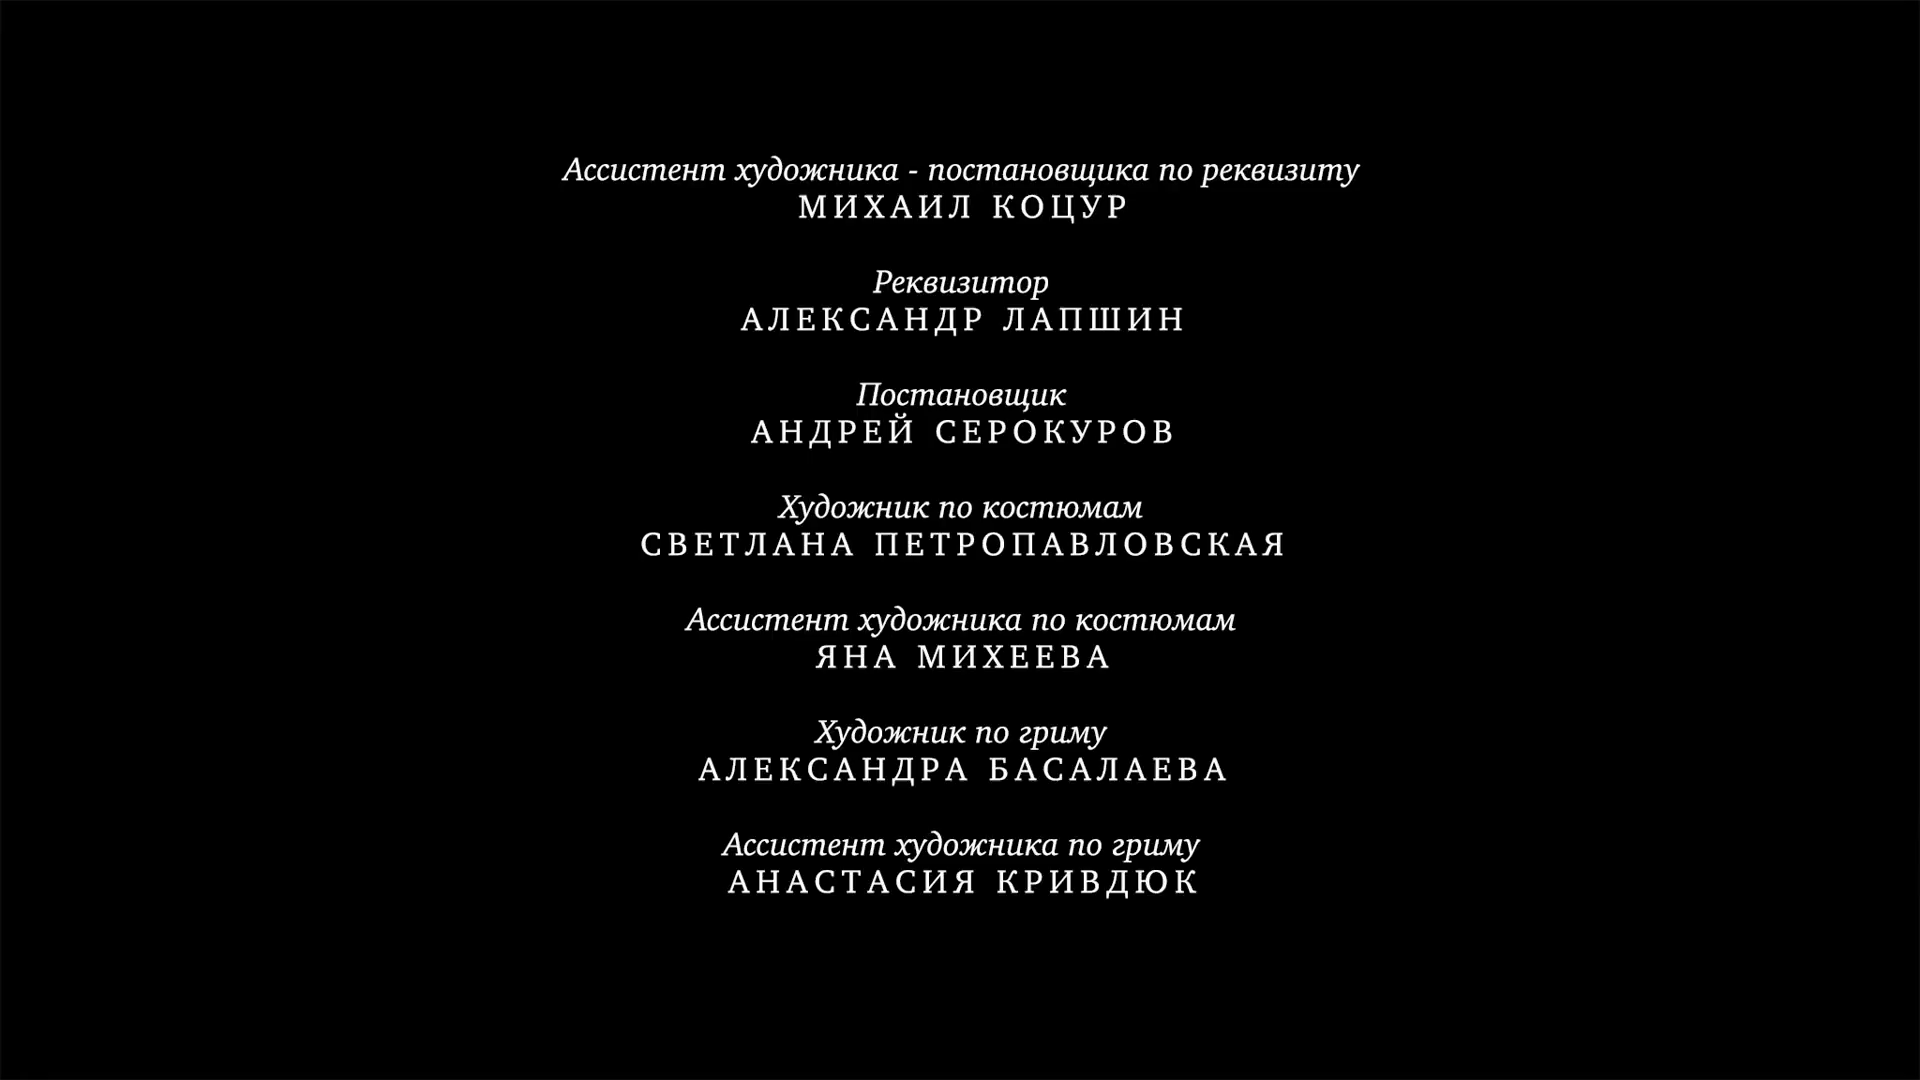 Ассистент художника - постановщика по реквизиту
МИХАИЛ КОЦУР
Реквизитор
АЛЕКСАНДР ЛАПШИН
Постановщик
АНДРЕЙ СЕРОКУРОВ
Художник по костюмам
СВЕТЛАНА ПЕТРОПАВЛОВСКАЯ
Ассистент художника по костюмам
ЯНА МИХЕЕВА
Художник по гриму
АЛЕКСАНДРА БАСАЛАЕВА
Ассистент художника по гриму
АНАСТАСИЯ КРИВДЮК